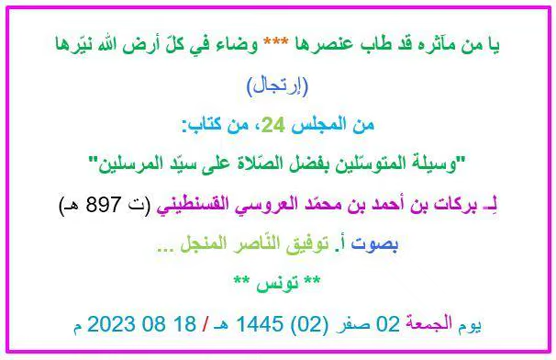 يا من مآثره قد طاب عنصرها *** وضاء في كلّ أرض الله نيّرها
(إرتجال)
من المجلس 24، من كتاب:
"وسيلة المتوسّلين بفضل الصّلاة على سيّد المرسلين"
لِـ بركات بن أحمد بن محمّد العروسي القسنطيني (ت 897 هـ)
بصوت أ. توفيق النّاصر المنجل ...
** تونس **
يوم الجمعة 02 صفر (02) 1445 هـ / 18 08 2023 م